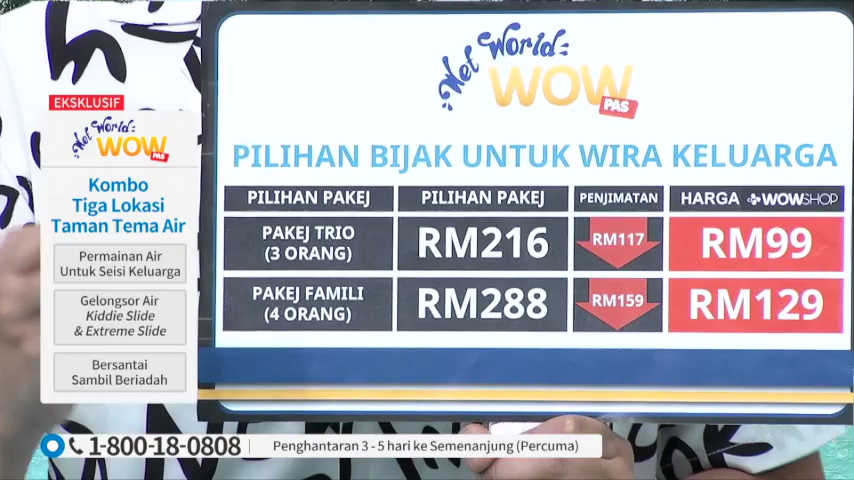 EKSKLUSIF
Wet World
WOW
PAS
Kombo
Tiga Lokasi
Taman Tema Air
Permainan Air
Untuk Seisi Keluarga
Gelongsor Air
Kiddie Slide
& Extreme Slide
Bersantai
Sambil Beriadah
Wet World
WOW
PAS
PILIHAN BIJAK UNTUK WIRA KELUARGA
PILIHAN PAKEJ PILIHAN PAKEJ PENJIMATAN HARGA WOWSHOP
PAKEJ TRIO
(3 ORANG) RM216 RM117 RM99
PAKEJ FAMILI
(4 ORANG) RM288 RM159 RM129
1-800-18-0808 Penghantaran 3 - 5 hari ke Semenanjung (Percuma)